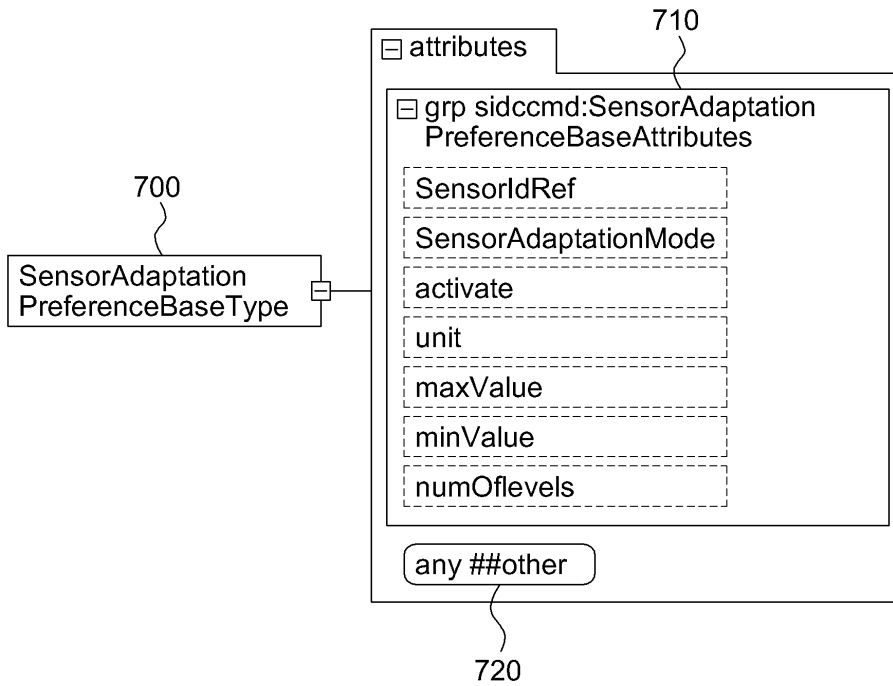 710
attributes
grp sidccmd:SensorAdaptation
PreferenceBaseAttributes
SensorIdRef
SensorAdaptationMode
activate
unit
maxValue
minValue
numOflevels
any ##other
720
700
SensorAdaptation
PreferenceBaseType